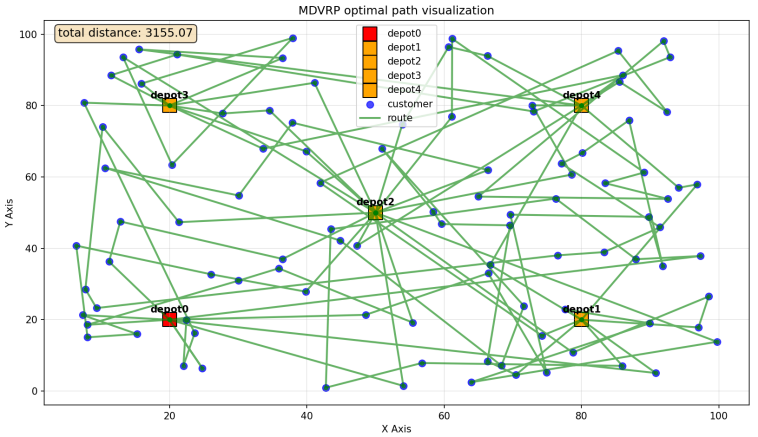 MDVRP optimal path visualization
total distance: 3155.07
depot0
depot1
depot2
depot3
depot4
customer
route
depot3
depot4
depot2
depot0
depot1
Y Axis
100
80
60
40
20
0
20
40
60
80
100
X Axis